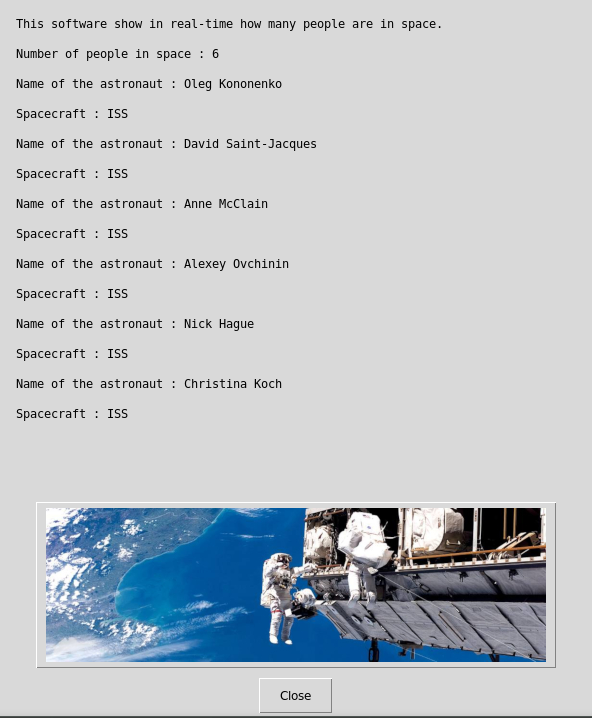 This software show in real-time how many people are in space.
Number of people in space : 6
Name of the astronaut : Oleg Kononenko
Spacecraft : ISS
Name of the astronaut : David Saint-Jacques
Spacecraft : ISS
Name of the astronaut : Anne McClain
Spacecraft : ISS
Name of the astronaut : Alexey Ovchinin
Spacecraft : ISS
Name of the astronaut : Nick Hague
Spacecraft : ISS
Name of the astronaut : Christina Koch
Spacecraft : ISS
Close